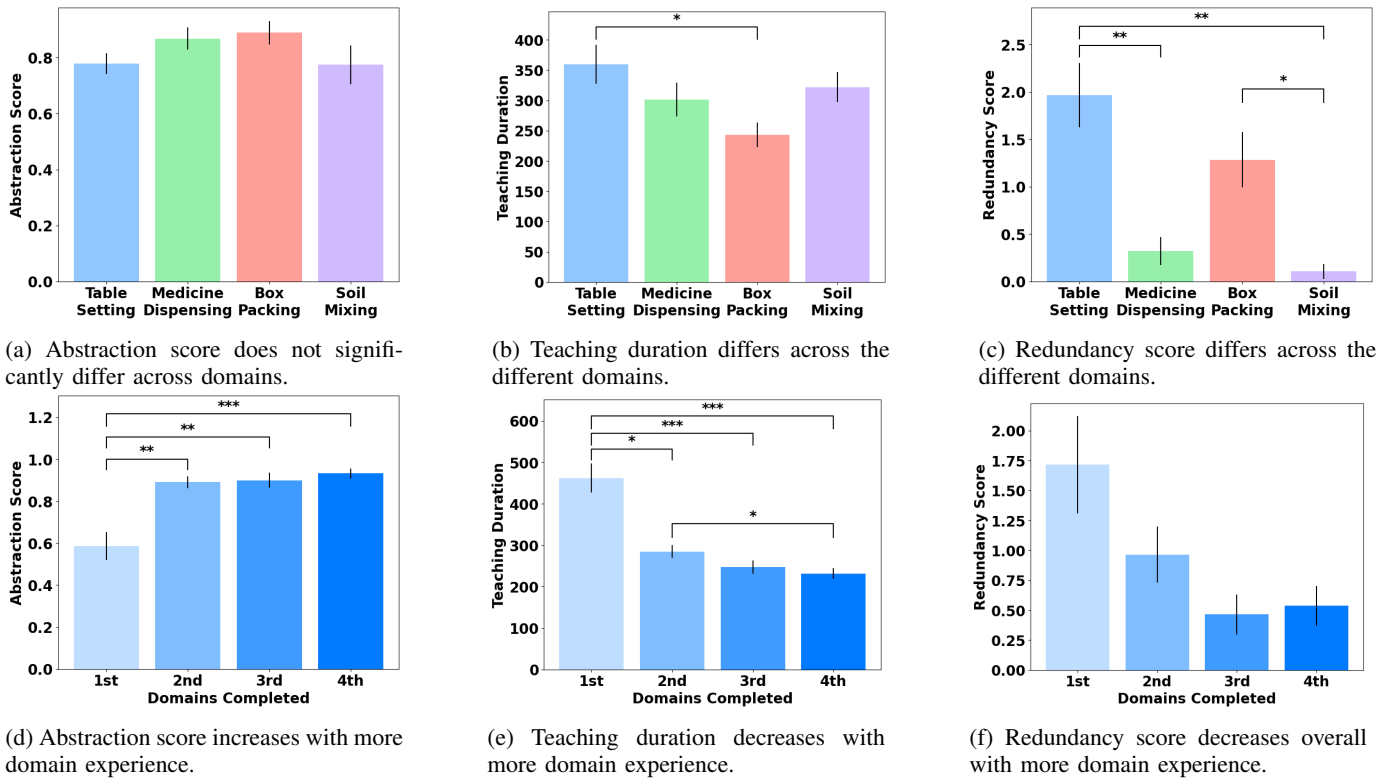 Abstraction Score
0.8
0.6
0.4
0.2
0.0
Table Setting
Medicine Dispensing
Box Packing
Soil Mixing
(a) Abstraction score does not signifi-
cantly differ across domains.
Teaching Duration
400
350
300
250
200
150
100
50
0
*
Table Setting
Medicine Dispensing
Box Packing
Soil Mixing
(b) Teaching duration differs across the
different domains.
Redundancy Score
2.5
2.0
1.5
1.0
0.5
0.0
**
**
*
Table Setting
Medicine Dispensing
Box Packing
Soil Mixing
(c) Redundancy score differs across the
different domains.
Abstraction Score
1.2
1.0
0.8
0.6
0.4
0.2
0.0
***
**
**
1st 2nd 3rd 4th
Domains Completed
(d) Abstraction score increases with more
domain experience.
Teaching Duration
600
500
400
300
200
100
0
***
***
*
*
1st 2nd 3rd 4th
Domains Completed
(e) Teaching duration decreases with
more domain experience.
Redundancy Score
2.00
1.75
1.50
1.25
1.00
0.75
0.50
0.25
0.00
1st 2nd 3rd 4th
Domains Completed
(f) Redundancy score decreases overall
with more domain experience.